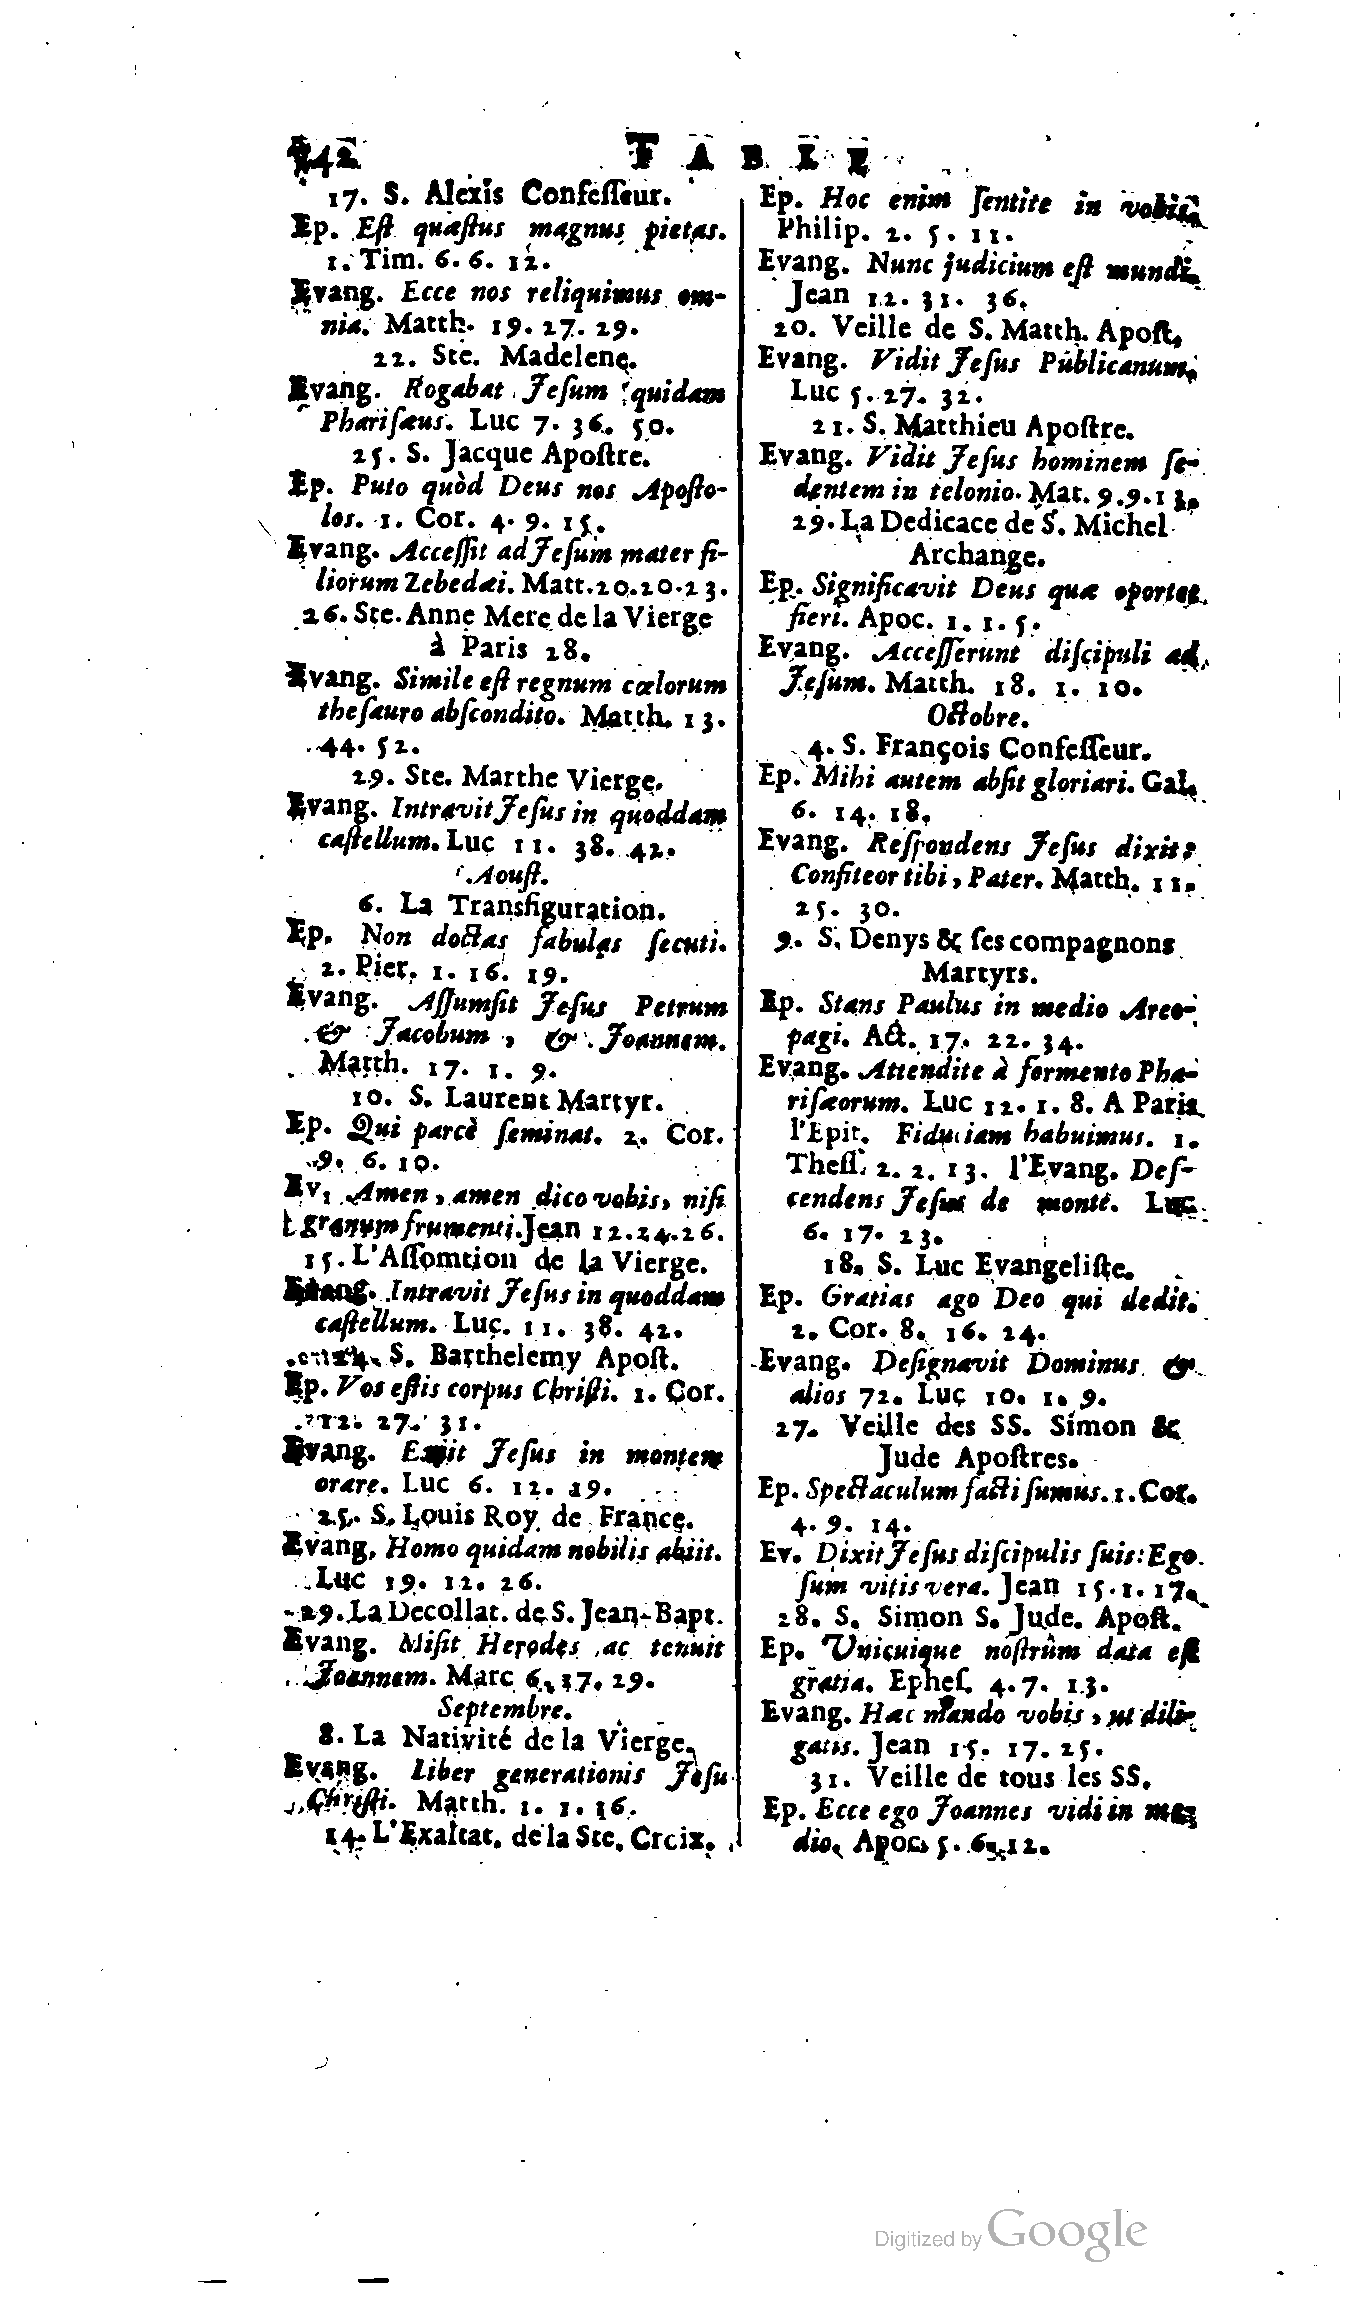 42 TABLE
17. S. Alexis Confeſſeur.
Ep. Eſt quæſtus magnus pietas.
1. Tim. 6. 6. 12.
Evang. Ecce nos reliquimus om-
nia. Matth. 19. 27. 29.
22. Ste. Madelene.
Evang. Rogabat Jeſum quidam
Phariſæus. Luc 7. 36. 50.
25. S. Jacque Apoſtre.
Ep. Puto quòd Deus nos Apoſto-
los. 1. Cor. 4. 9. 15.
Evang. Acceſſit ad Jeſum mater fi-
liorum Zebedæi. Matt. 20. 20. 23.
26. Ste. Anne Mere de la Vierge
à Paris 28.
Evang. Simile eſt regnum cœlorum
theſauro abſcondito. Matth. 13.
44. 52.
29. Ste. Marthe Vierge.
Evang. Intravit Jeſus in quoddam
caſtellum. Luc 11. 38. 42.
Aouſt.
6. La Transfiguration.
Ep. Non doctas fabulas ſecuti.
2. Pier. 1. 16. 19.
Evang. Aſſumſit Jeſus Petrum
& Jacobum, & Joannem.
Matth. 17. 1. 9.
10. S. Laurent Martyr.
Ep. Qui parcè ſeminat. 2. Cor.
9. 6. 10.
Ev. Amen, amen dico vobis, niſi
granum frumenti. Jean 12. 24. 26.
15. L'Aſſomtion de la Vierge.
Evang. Intravit Jeſus in quoddam
caſtellum. Luc. 11. 38. 42.
S. Barthelemy Apoſt.
Ep. Vos eſtis corpus Chriſti. 1. Cor.
12. 27. 31.
Evang. Exiit Jeſus in montem
orare. Luc 6. 12. 19.
25. S. Louis Roy de France.
Evang. Homo quidam nobilis abiit.
Luc 19. 12. 26.
29. La Decollat. de S. Jean-Bapt.
Evang. Miſit Herodes ac tenuit
Joannem. Marc 6. 17. 29.
Septembre.
8. La Nativité de la Vierge.
Evang. Liber generationis Jeſu
Chriſti. Matth. 1. 1. 16.
14. L'Exaltat. de la Ste. Crcix.
Ep. Hoc enim ſentite in vobis.
Philip. 2. 5. 11.
Evang. Nunc judicium eſt mundi.
Jean 12. 31. 36.
20. Veille de S. Matth. Apoſt.
Evang. Vidit Jeſus Publicanum.
Luc 5. 27. 32.
21. S. Matthieu Apoſtre.
Evang. Vidit Jeſus hominem ſe-
dentem in telonio. Mat. 9. 9. 13.
29. La Dedicace de S. Michel
Archange.
Ep. Significavit Deus quæ oportet
fieri. Apoc. 1. 1. 5.
Evang. Acceſſerunt diſcipuli ad
Jeſum. Matth. 18. 1. 10.
Octobre.
4. S. François Confeſſeur.
Ep. Mihi autem abſit gloriari. Gal.
6. 14. 18.
Evang. Reſpondens Jeſus dixit:
Confiteor tibi, Pater. Matth. 11.
25. 30.
9. S. Denys & ſes compagnons
Martyrs.
Ep. Stans Paulus in medio Areo-
pagi. Act. 17. 22. 34.
Evang. Attendite à formento Pha-
riſæorum. Luc 12. 1. 8. A Paris
l'Epit. Fiduciam habuimus. 1.
Theſſ. 2. 2. 13. l'Evang. Deſ-
cendens Jeſus de monte. Luc
6. 17. 23.
18. S. Luc Evangeliſte.
Ep. Gratias ago Deo qui dedit.
2. Cor. 8. 16. 24.
Evang. Deſignavit Dominus &
alios 72. Luc 10. 1. 9.
27. Veille des SS. Simon &
Jude Apoſtres.
Ep. Spectaculum facti ſumus. 1. Cor.
4. 9. 14.
Ev. Dixit Jeſus diſcipulis ſuis: Ego
ſum vitis vera. Jean 15. 1. 17.
28. S. Simon S. Jude. Apoſt.
Ep. Unicuique noſtrûm data eſt
gratia. Epheſ. 4. 7. 13.
Evang. Hæc mando vobis, ut dili-
gatis. Jean 15. 17. 25.
31. Veille de tous les SS.
Ep. Ecce ego Joannes vidi in me-
dio. Apoc. 5. 6. 12.
Digitized by Google